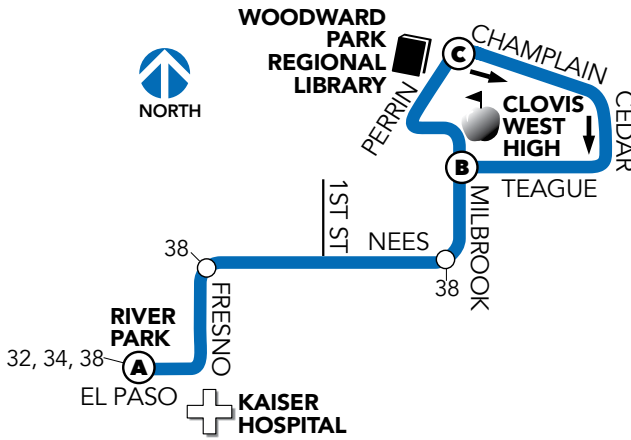 WOODWARD
PARK
REGIONAL
LIBRARY
C
CHAMPLAIN
CEDAR
PERRIN
CLOVIS
WEST
HIGH
NORTH
B
TEAGUE
MILBROOK
1ST ST
NEES
38
38
FRESNO
RIVER
PARK
32, 34, 38
A
EL PASO
KAISER
HOSPITAL